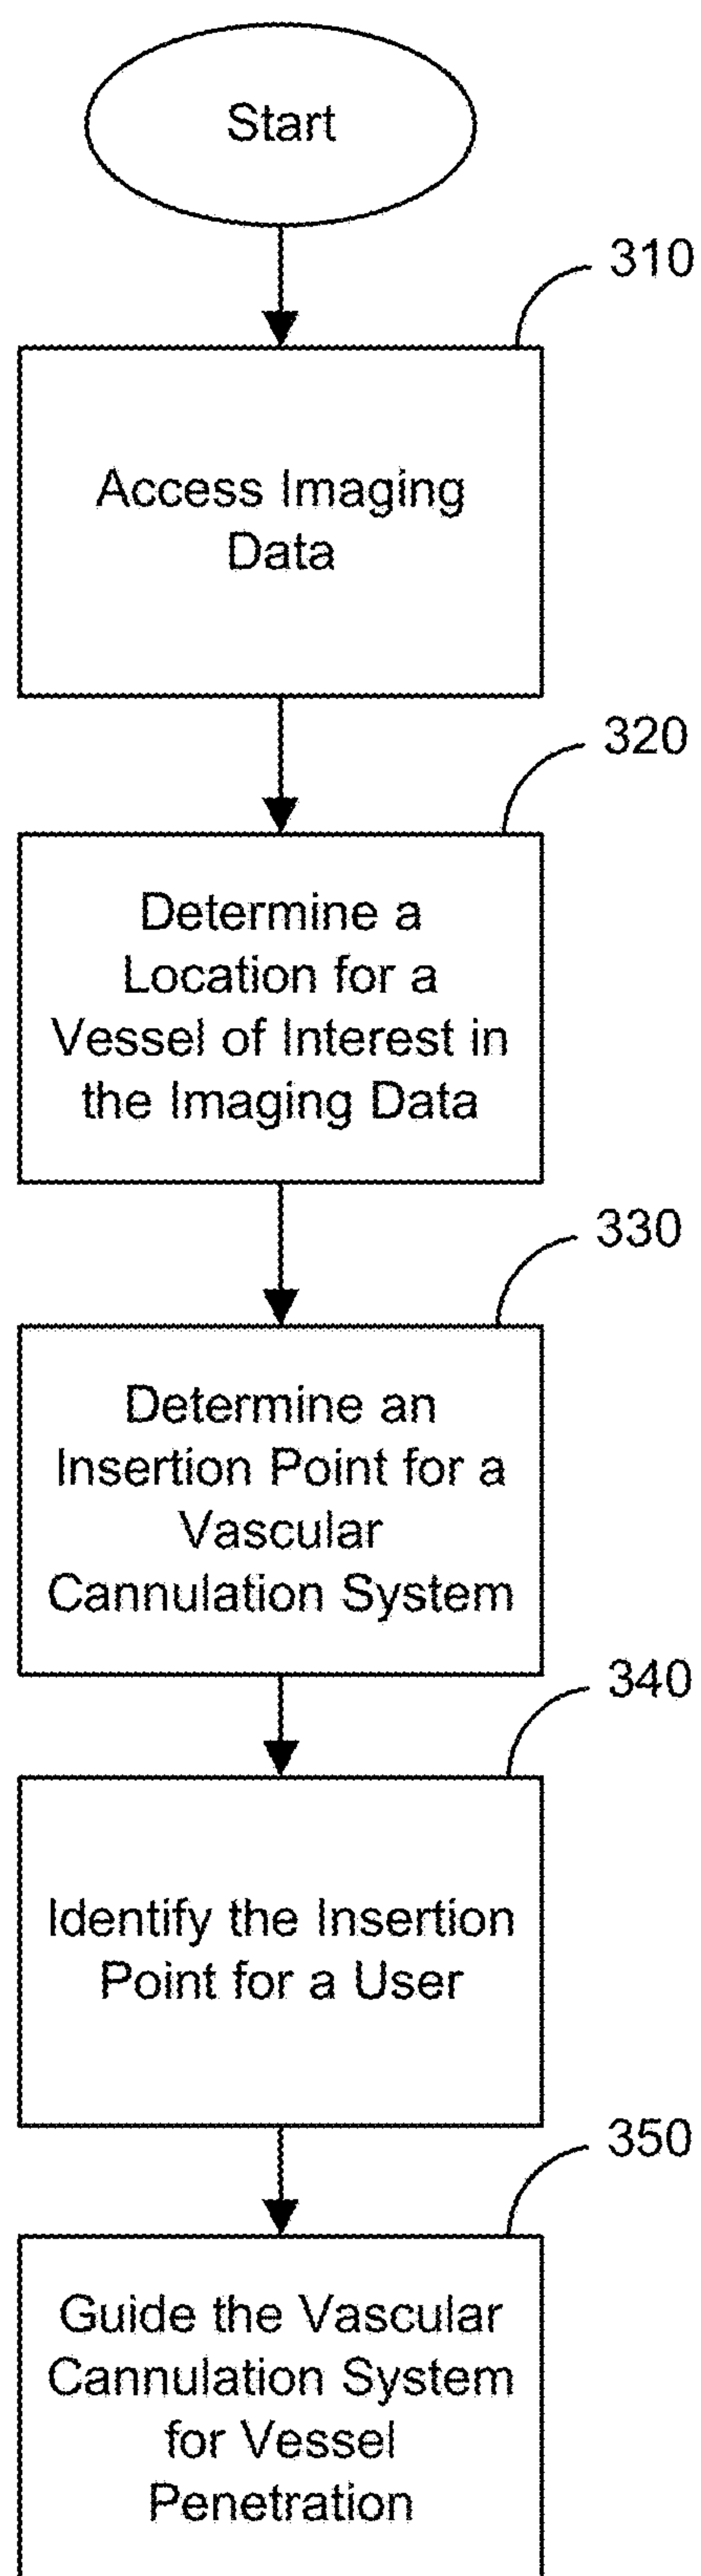 Start
310
Access Imaging
Data
320
Determine a
Location for a
Vessel of Interest in
the Imaging Data
330
Determine an
Insertion Point for a
Vascular
Cannulation System
340
Identify the Insertion
Point for a User
350
Guide the Vascular
Cannulation System
for Vessel
Penetration